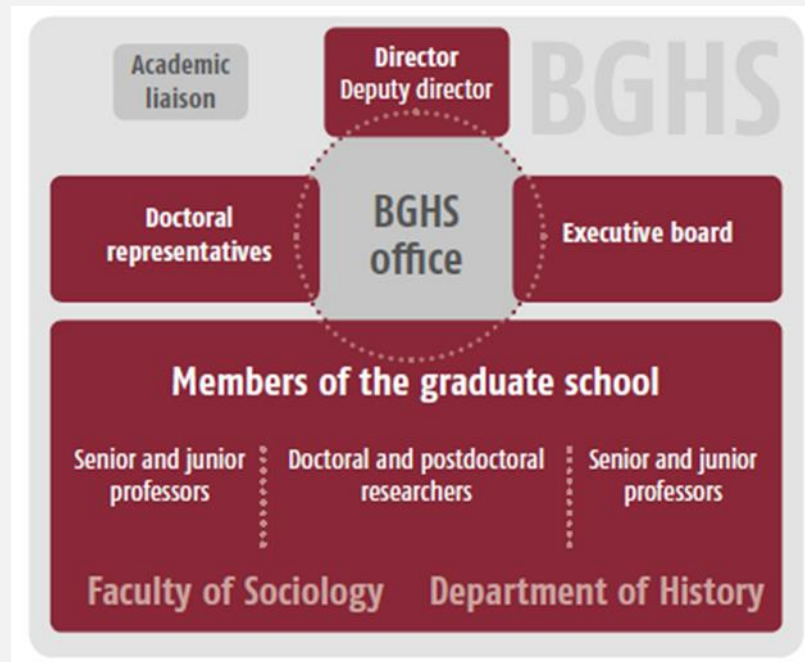 BGHS
Academic
liaison
Director
Deputy director
Doctoral
representatives
BGHS
office
Executive board
Members of the graduate school
Senior and junior
professors
Doctoral and postdoctoral
researchers
Senior and junior
professors
Faculty of Sociology
Department of History